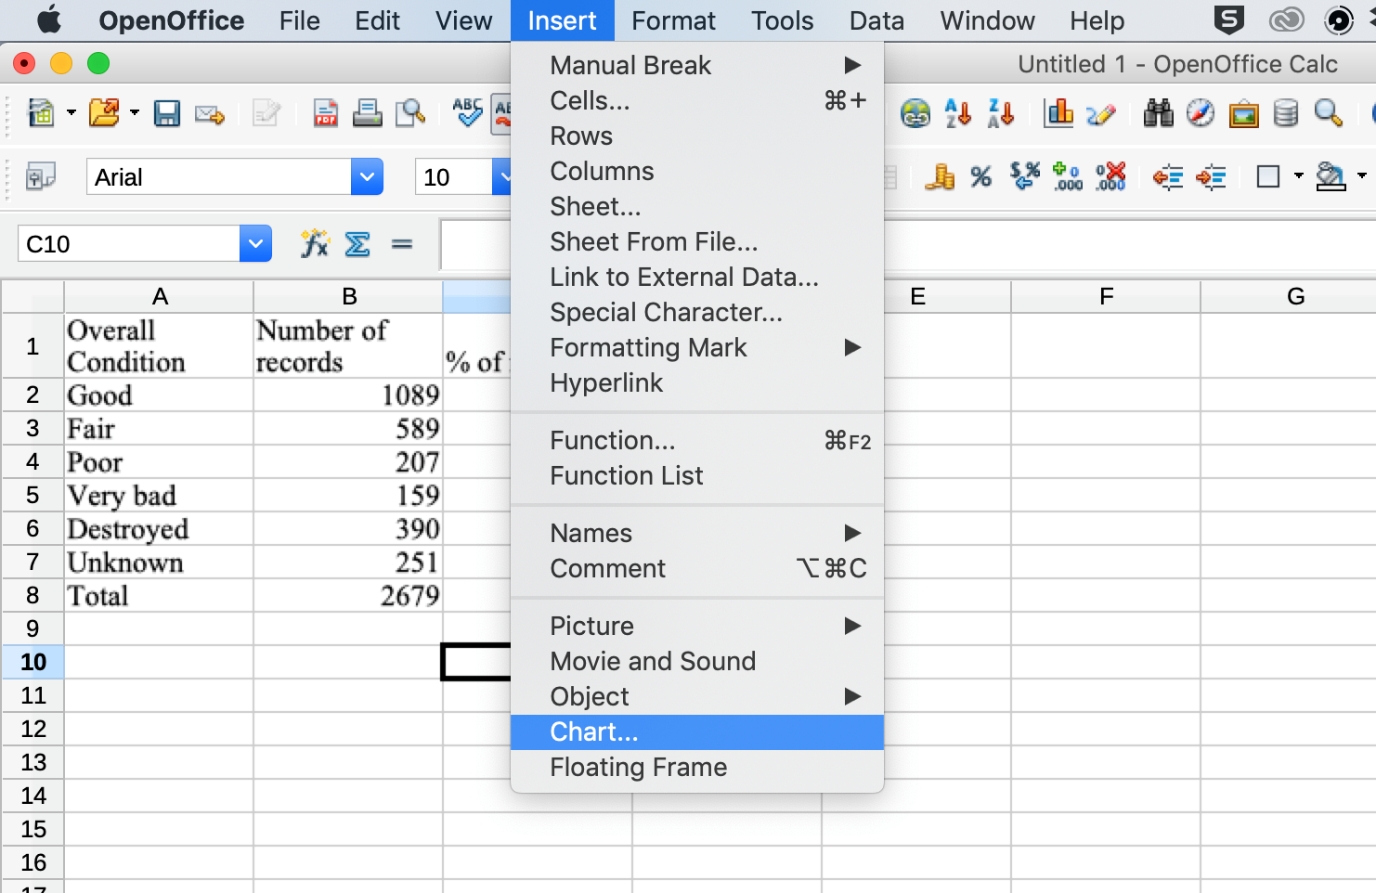 OpenOffice File Edit View Insert Format Tools Data Window Help
Untitled 1 - OpenOffice Calc
Manual Break
Cells... ⌘+
Rows
Columns
Sheet...
Sheet From File...
Link to External Data...
Special Character...
Formatting Mark
Hyperlink
Function... ⌘F2
Function List
Names
Comment ⌥⌘C
Picture
Movie and Sound
Object
Chart...
Floating Frame
Arial 10
C10
A B E F G
1 Overall Condition Number of records % of
2 Good 1089
3 Fair 589
4 Poor 207
5 Very bad 159
6 Destroyed 390
7 Unknown 251
8 Total 2679
9
10
11
12
13
14
15
16